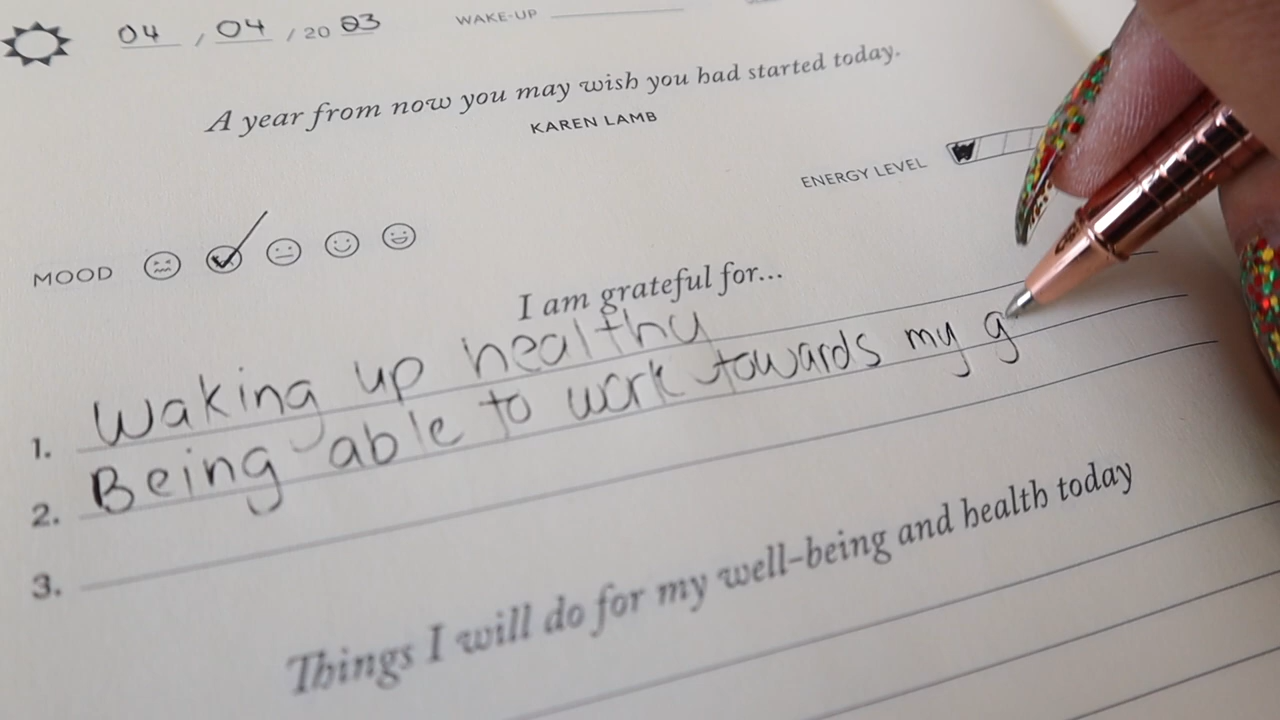 04 / 04 / 20 23 WAKE-UP
A year from now you may wish you had started today.
KAREN LAMB
ENERGY LEVEL
MOOD
I am grateful for...
1. Waking up healthy
2. Being able to work towards my g
3.
Things I will do for my well-being and health today